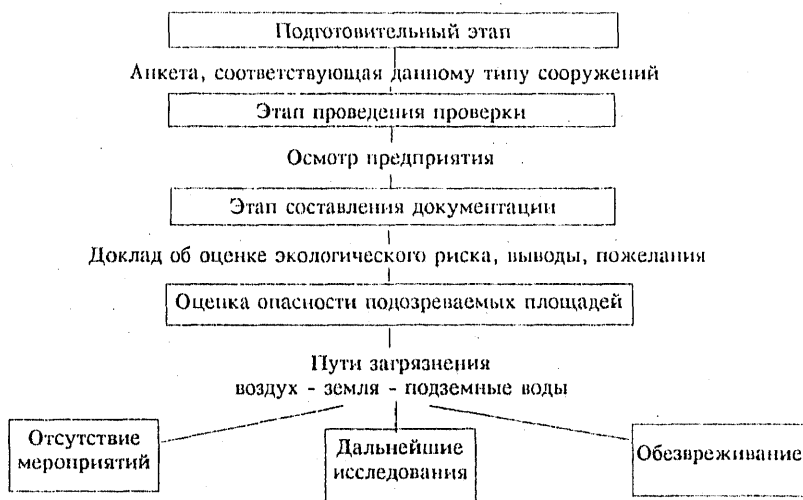 Подготовительный этап
Анкета, соответствующая данному типу сооружений
Этап проведения проверки
Осмотр предприятия
Этап составления документации
Доклад об оценке экологического риска, выводы, пожелания
Оценка опасности подозреваемых площадей
Пути загрязнения
воздух - земля - подземные воды
Отсутствие
мероприятий
Дальнейшие
исследования
Обезвреживание